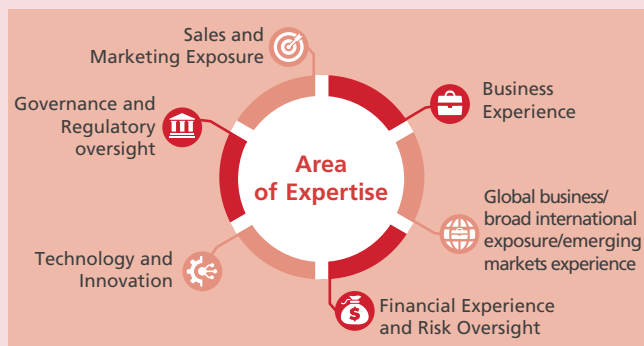 Sales and
Marketing Exposure
Business
Experience
Governance and
Regulatory
oversight
Area
of Expertise
Global business/
broad international
exposure/emerging
markets experience
Technology and
Innovation
Financial Experience
and Risk Oversight
$